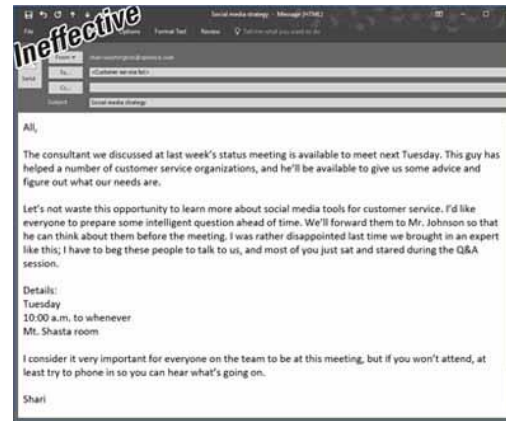 Social media strategy - Message (HTML)
Ineffective
File Options Format Text Review Tell me what you want to do
From
To... <Customer service list>
Send
Cc...
Subject Social media strategy
All,
The consultant we discussed at last week's status meeting is available to meet next Tuesday. This guy has
helped a number of customer service organizations, and he'll be available to give us some advice and
figure out what our needs are.
Let's not waste this opportunity to learn more about social media tools for customer service. I'd like
everyone to prepare some intelligent question ahead of time. We'll forward them to Mr. Johnson so that
he can think about them before the meeting. I was rather disappointed last time we brought in an expert
like this; I have to beg these people to talk to us, and most of you just sat and stared during the Q&A
session.
Details:
Tuesday
10:00 a.m. to whenever
Mt. Shasta room
I consider it very important for everyone on the team to be at this meeting, but if you won't attend, at
least try to phone in so you can hear what's going on.
Shari